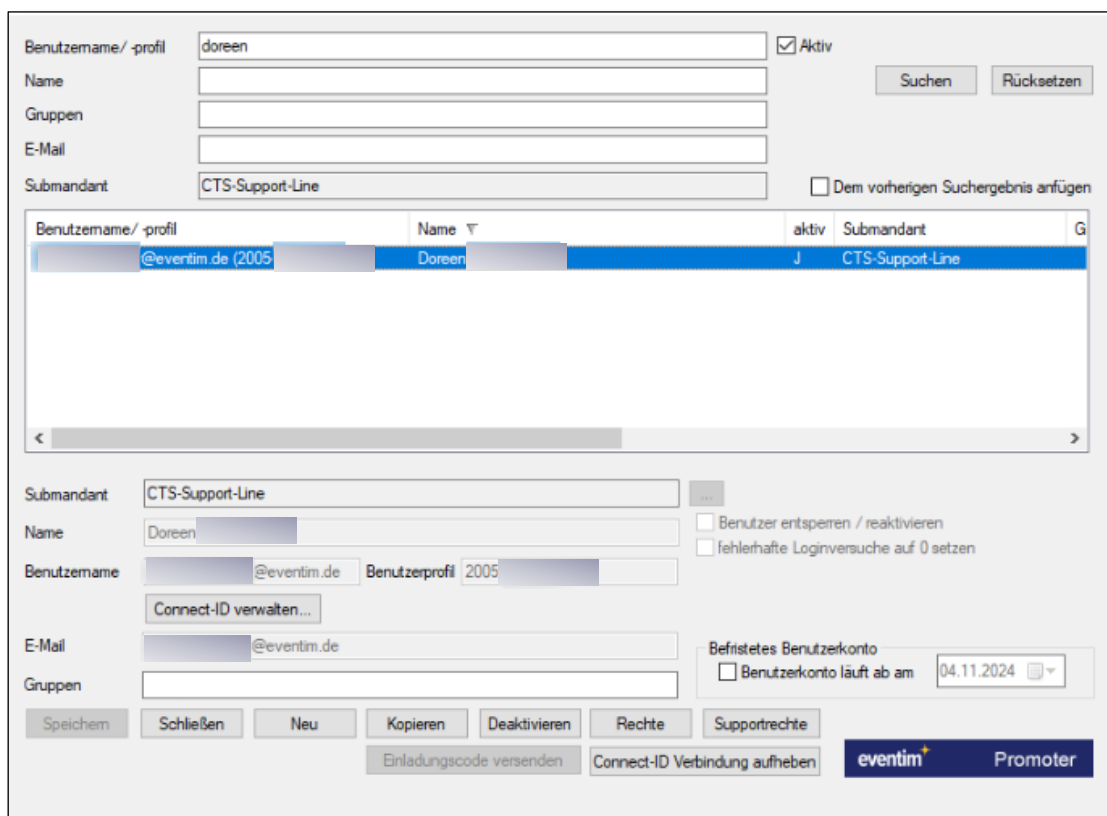 Benutzername/ -profil doreen Aktiv
Name Suchen Rücksetzen
Gruppen
E-Mail
Submandant CTS-Support-Line Dem vorherigen Suchergebnis anfügen
Benutzername/ -profil Name aktiv Submandant G
@eventim.de (2005- Doreen J CTS-Support-Line
Submandant CTS-Support-Line ...
Name Doreen Benutzer entsperren / reaktivieren
fehlerhafte Loginversuche auf 0 setzen
Benutzername @eventim.de Benutzerprofil 2005
Connect-ID verwalten...
E-Mail @eventim.de Befristetes Benutzerkonto
Benutzerkonto läuft ab am 04.11.2024
Gruppen
Speichern Schließen Neu Kopieren Deaktivieren Rechte Supportrechte
Einladungscode versenden Connect-ID Verbindung aufheben eventim Promoter